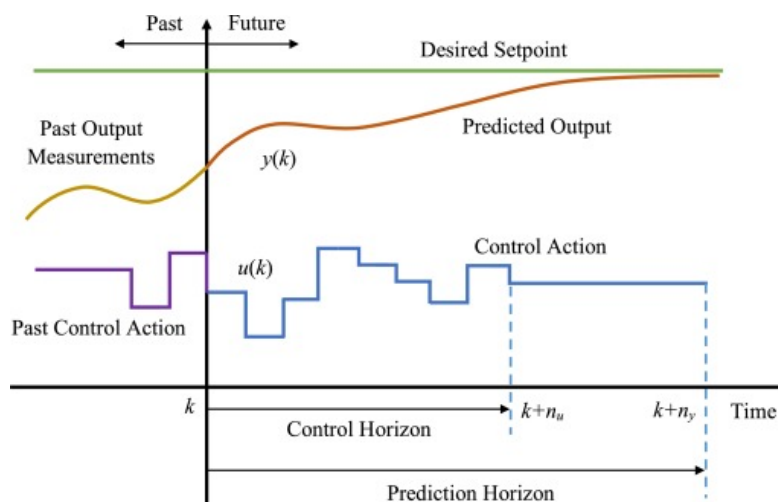 Past Future
Desired Setpoint
Past Output
Measurements
Predicted Output
y(k)
u(k)
Control Action
Past Control Action
k
k+nu
k+ny
Time
Control Horizon
Prediction Horizon